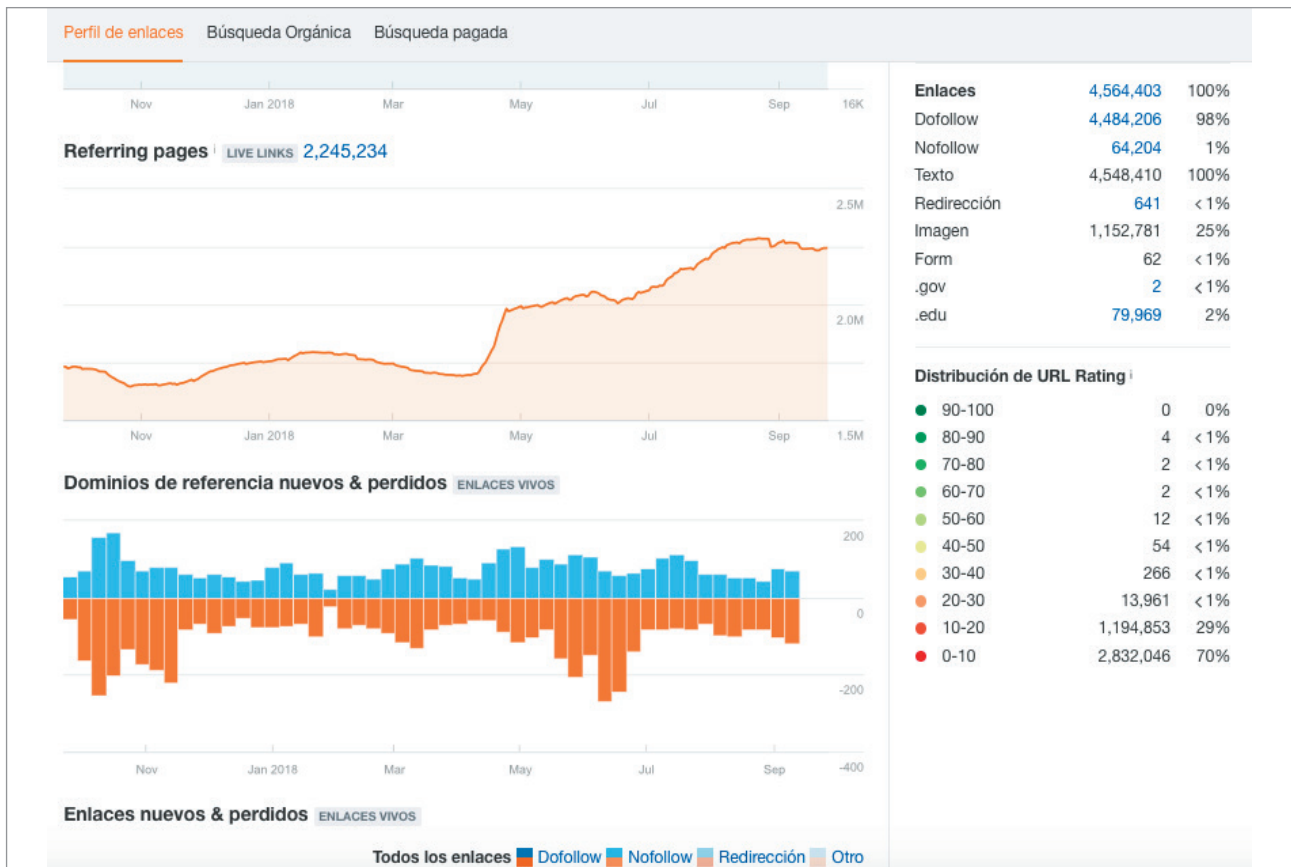 Perfil de enlaces Búsqueda Orgánica Búsqueda pagada
Nov Jan 2018 Mar May Jul Sep 16K
Referring pages i LIVE LINKS 2,245,234
2.5M
2.0M
Nov Jan 2018 Mar May Jul Sep 1.5M
Dominios de referencia nuevos & perdidos ENLACES VIVOS
200
0
-200
Nov Jan 2018 Mar May Jul Sep -400
Enlaces nuevos & perdidos ENLACES VIVOS
Todos los enlaces Dofollow Nofollow Redirección Otro
Enlaces 4,564,403 100%
Dofollow 4,484,206 98%
Nofollow 64,204 1%
Texto 4,548,410 100%
Redirección 641 <1%
Imagen 1,152,781 25%
Form 62 <1%
.gov 2 <1%
.edu 79,969 2%
Distribución de URL Rating i
90-100 0 0%
80-90 4 <1%
70-80 2 <1%
60-70 2 <1%
50-60 12 <1%
40-50 54 <1%
30-40 266 <1%
20-30 13,961 <1%
10-20 1,194,853 29%
0-10 2,832,046 70%